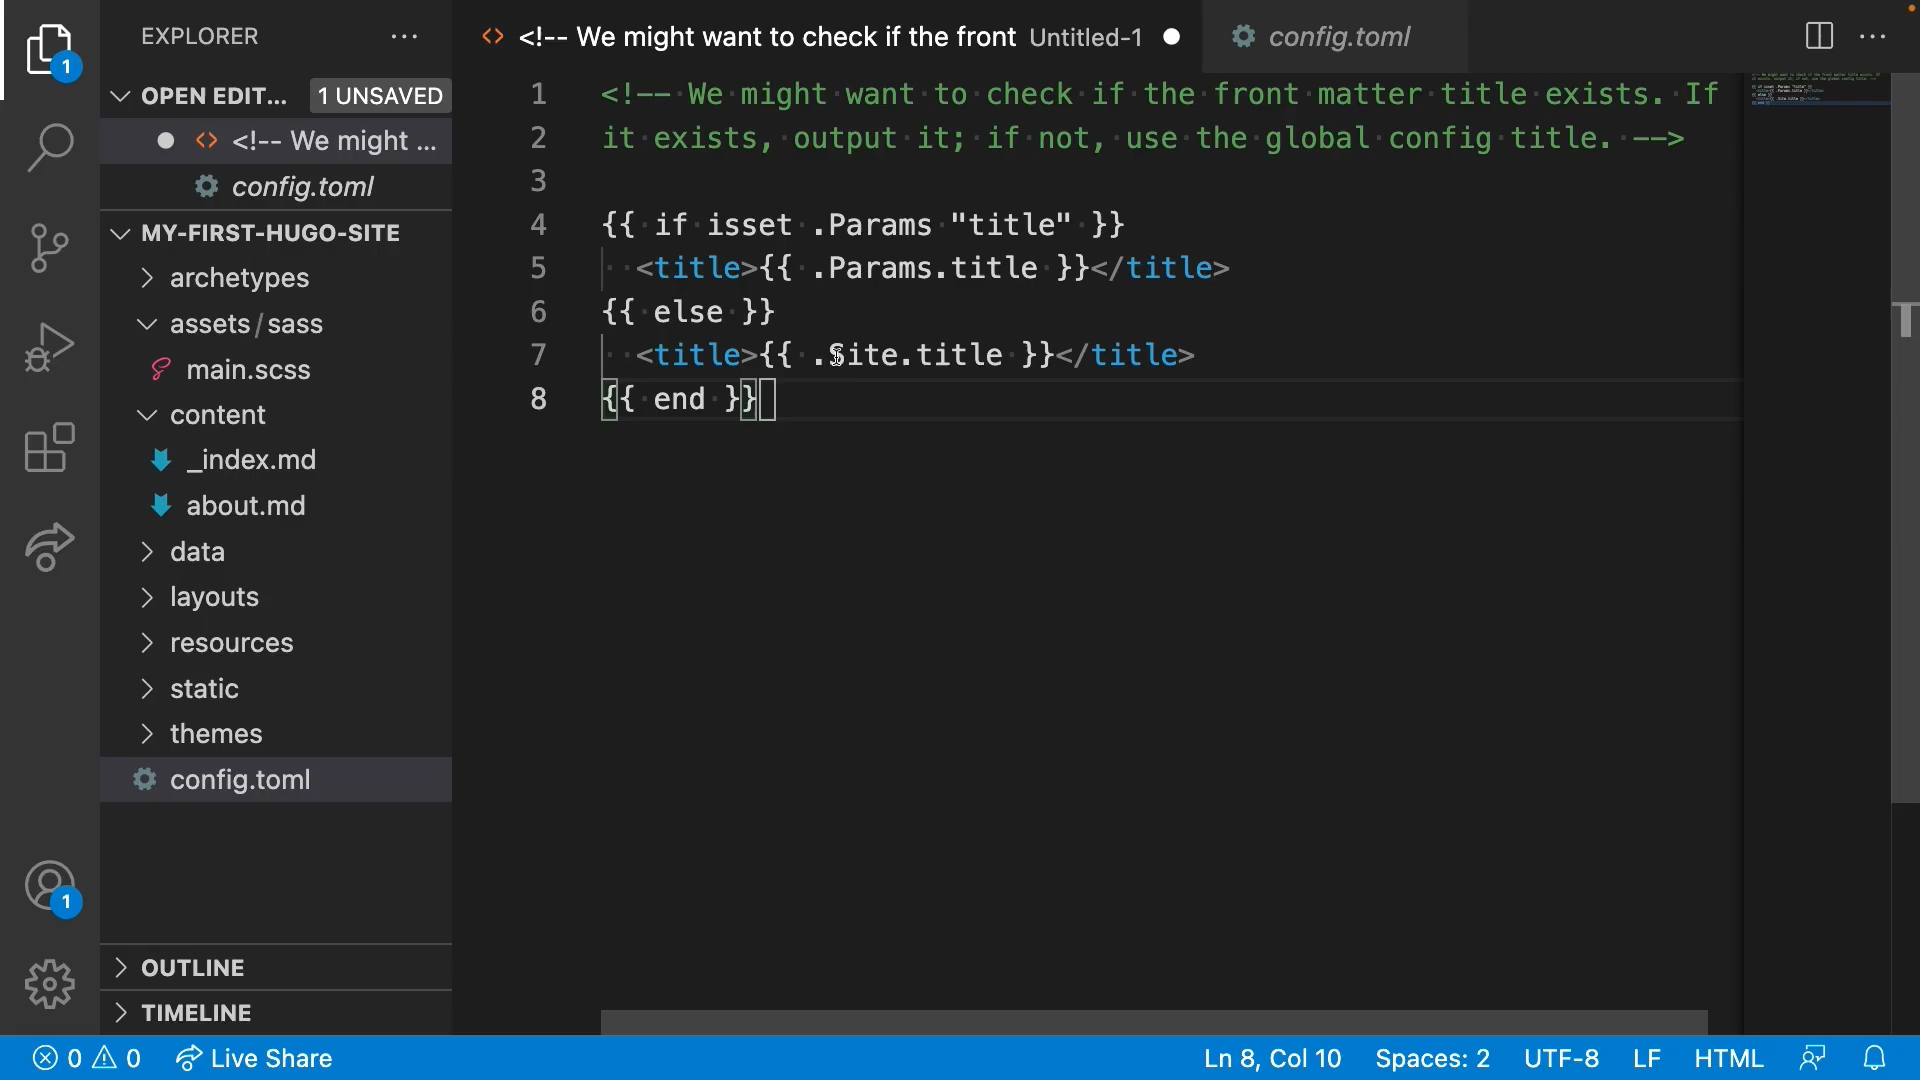 EXPLORER
<!-- We might want to check if the front Untitled-1
config.toml
1
OPEN EDIT... 1 UNSAVED
<!-- We might ...
config.toml
MY-FIRST-HUGO-SITE
archetypes
assets/sass
main.scss
content
_index.md
about.md
data
layouts
resources
static
themes
config.toml
1
OUTLINE
TIMELINE
1 <!-- We might want to check if the front matter title exists. If
2 it exists, output it; if not, use the global config title. -->
3
4 {{ if isset .Params "title" }}
5 <title>{{ .Params.title }}</title>
6 {{ else }}
7 <title>{{ .Site.title }}</title>
8 {{ end }}
0 0 Live Share
Ln 8, Col 10 Spaces: 2 UTF-8 LF HTML